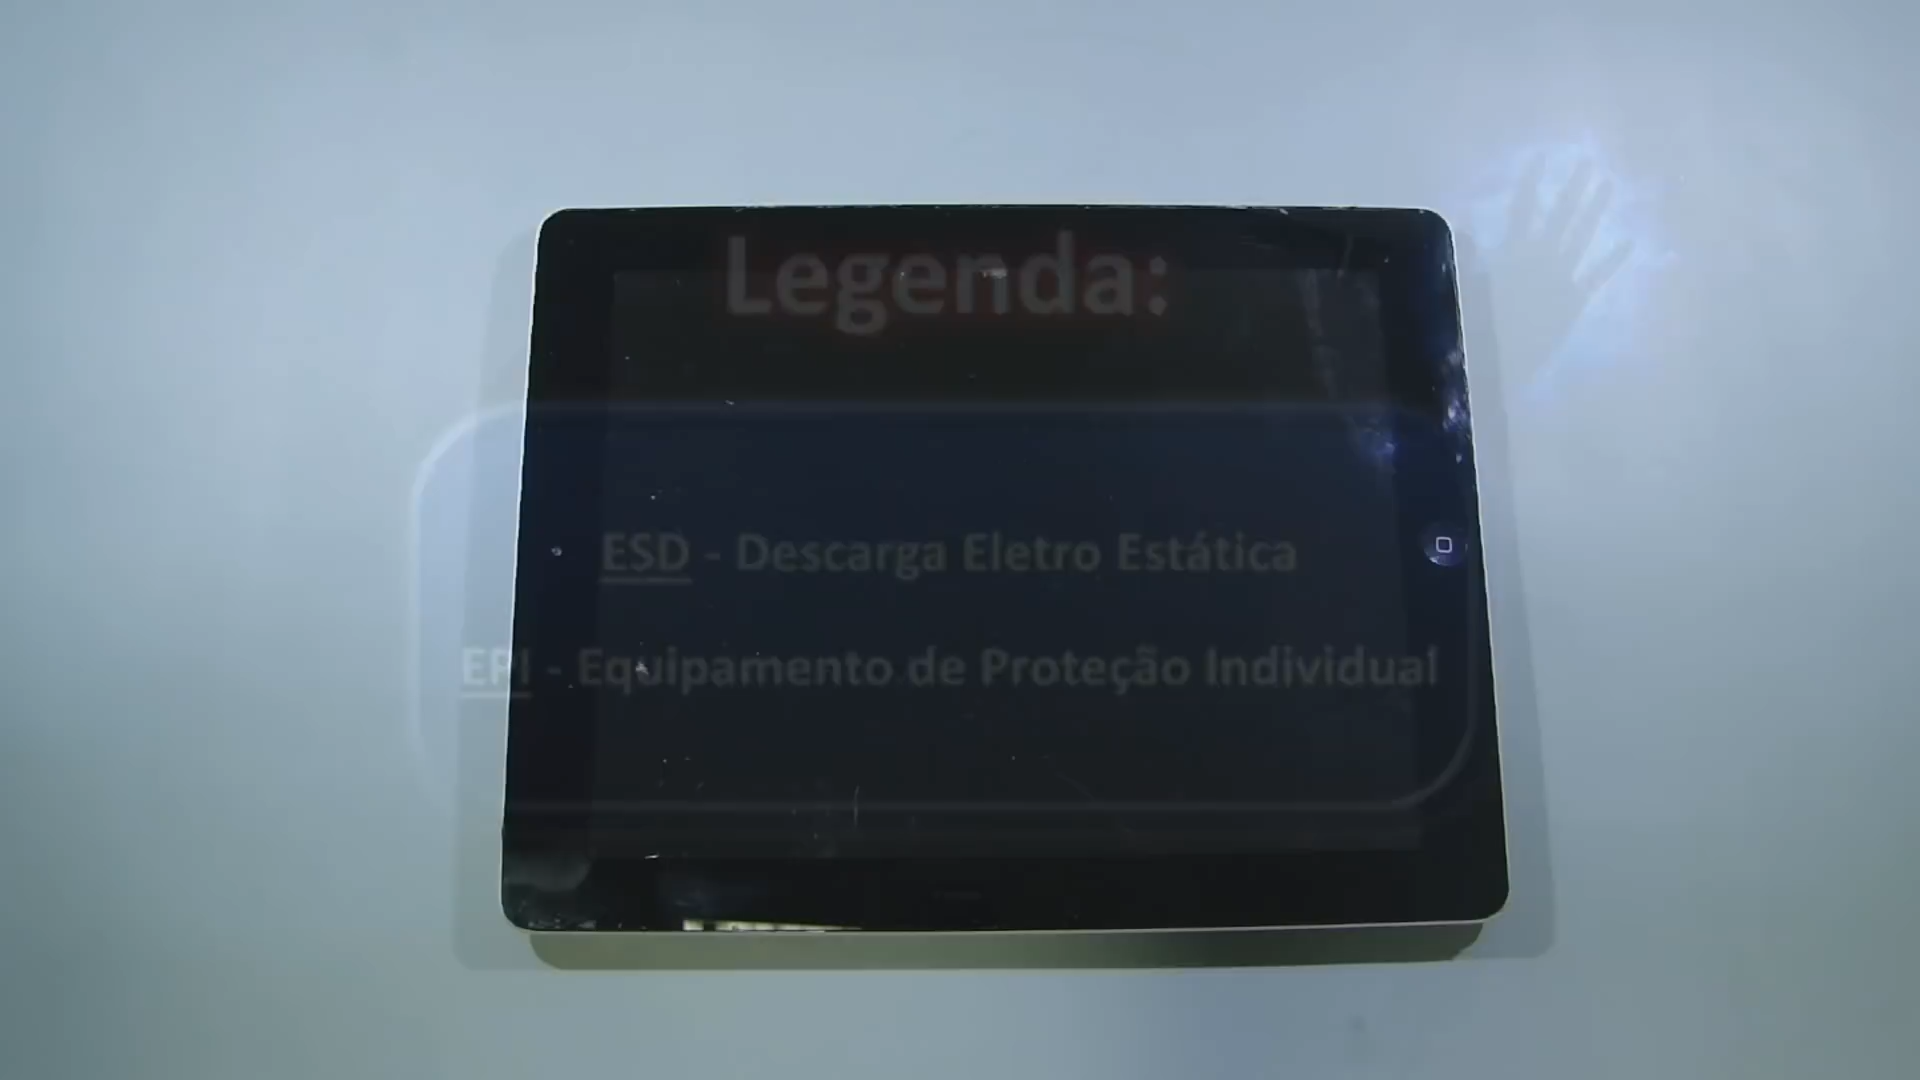 Legenda:
ESD - Descarga Eletro Estática
EPI - Equipamento de Proteção Individual